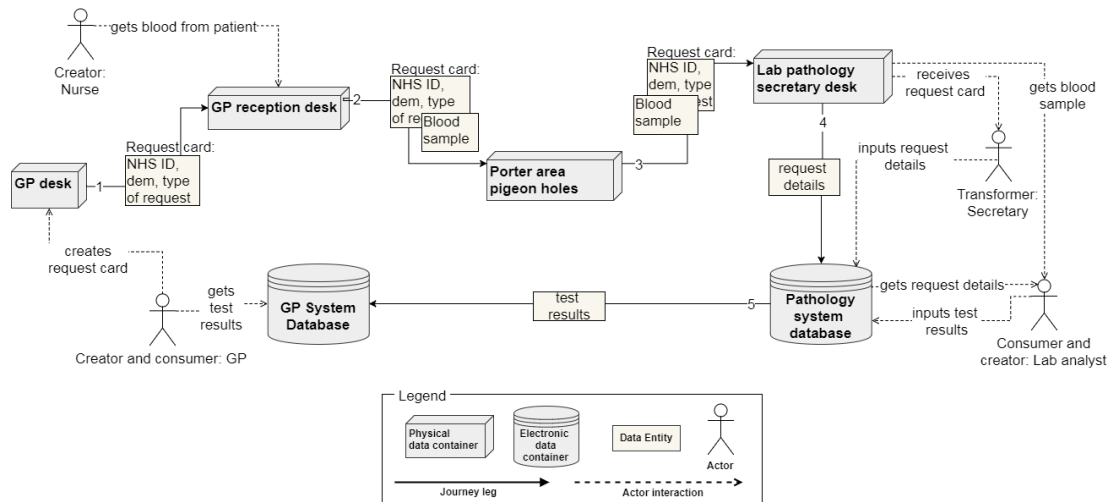 gets blood from patient
Creator:
Nurse
GP reception desk
2
Request card:
NHS ID,
dem, type
of request
Blood
sample
Request card:
NHS ID,
dem, type
Blood
sample
Lab pathology
secretary desk
receives
request card
gets blood
sample
4
GP desk
1
Request card:
NHS ID,
dem, type
of request
Porter area
pigeon holes
3
request
details
inputs request
details
Transformer:
Secretary
creates
request card
gets
test
results
Creator and consumer: GP
GP System
Database
test
results
5
Pathology
system
database
gets request details
inputs test
results
Consumer and
creator: Lab analyst
Legend
Physical
data container
Electronic
data
container
Data Entity
Actor
Journey leg
Actor interaction